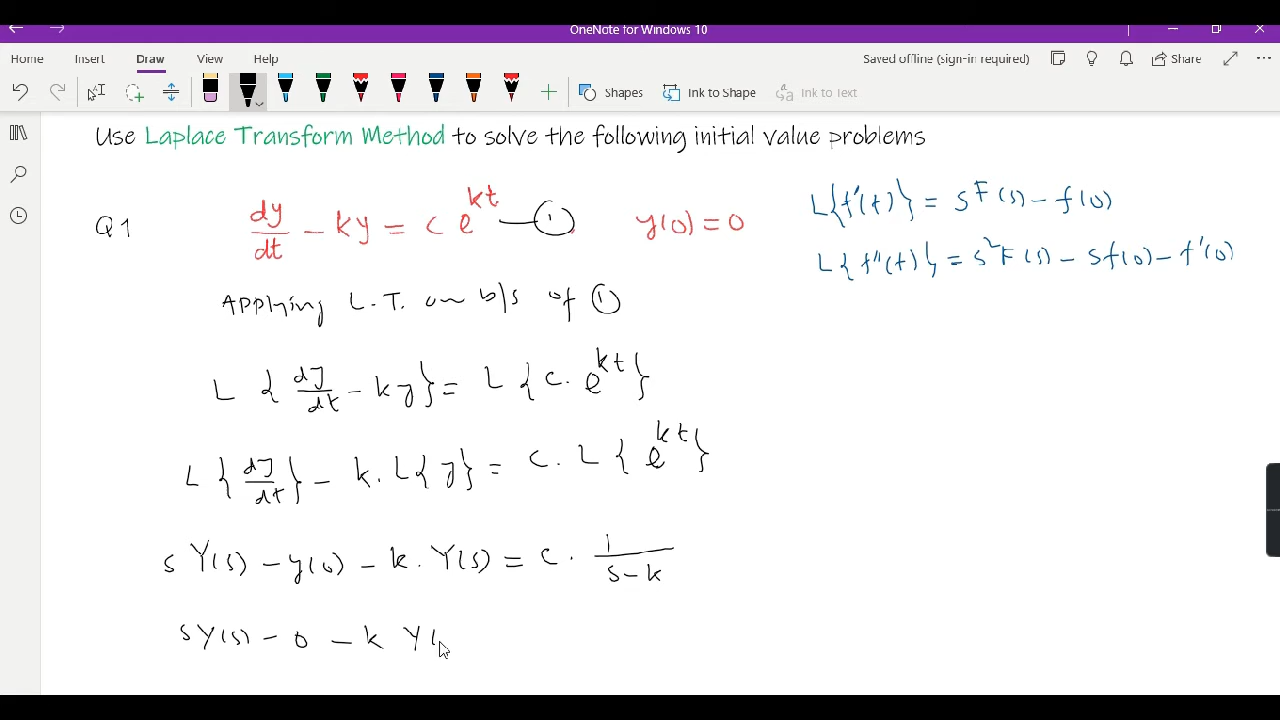 OneNote for Windows 10
Home Insert Draw View Help Saved offline (sign-in required) Share
Shapes Ink to Shape Ink to Text
Use Laplace Transform Method to solve the following initial value problems
Q1 dy/dt - ky = c e^{kt} — ① y(0) = 0
L{f'(t)} = sF(s) - f(0)
L{f''(t)} = s²F(s) - sf(0) - f'(0)
Applying L.T. on b/s of ①
L {dy/dt - ky} = L {c. e^{kt}}
L {dy/dt} - k. L{y} = c. L {e^{kt}}
s Y(s) - y(0) - k. Y(s) = c. 1/(s-k)
sY(s) - 0 - k Y(